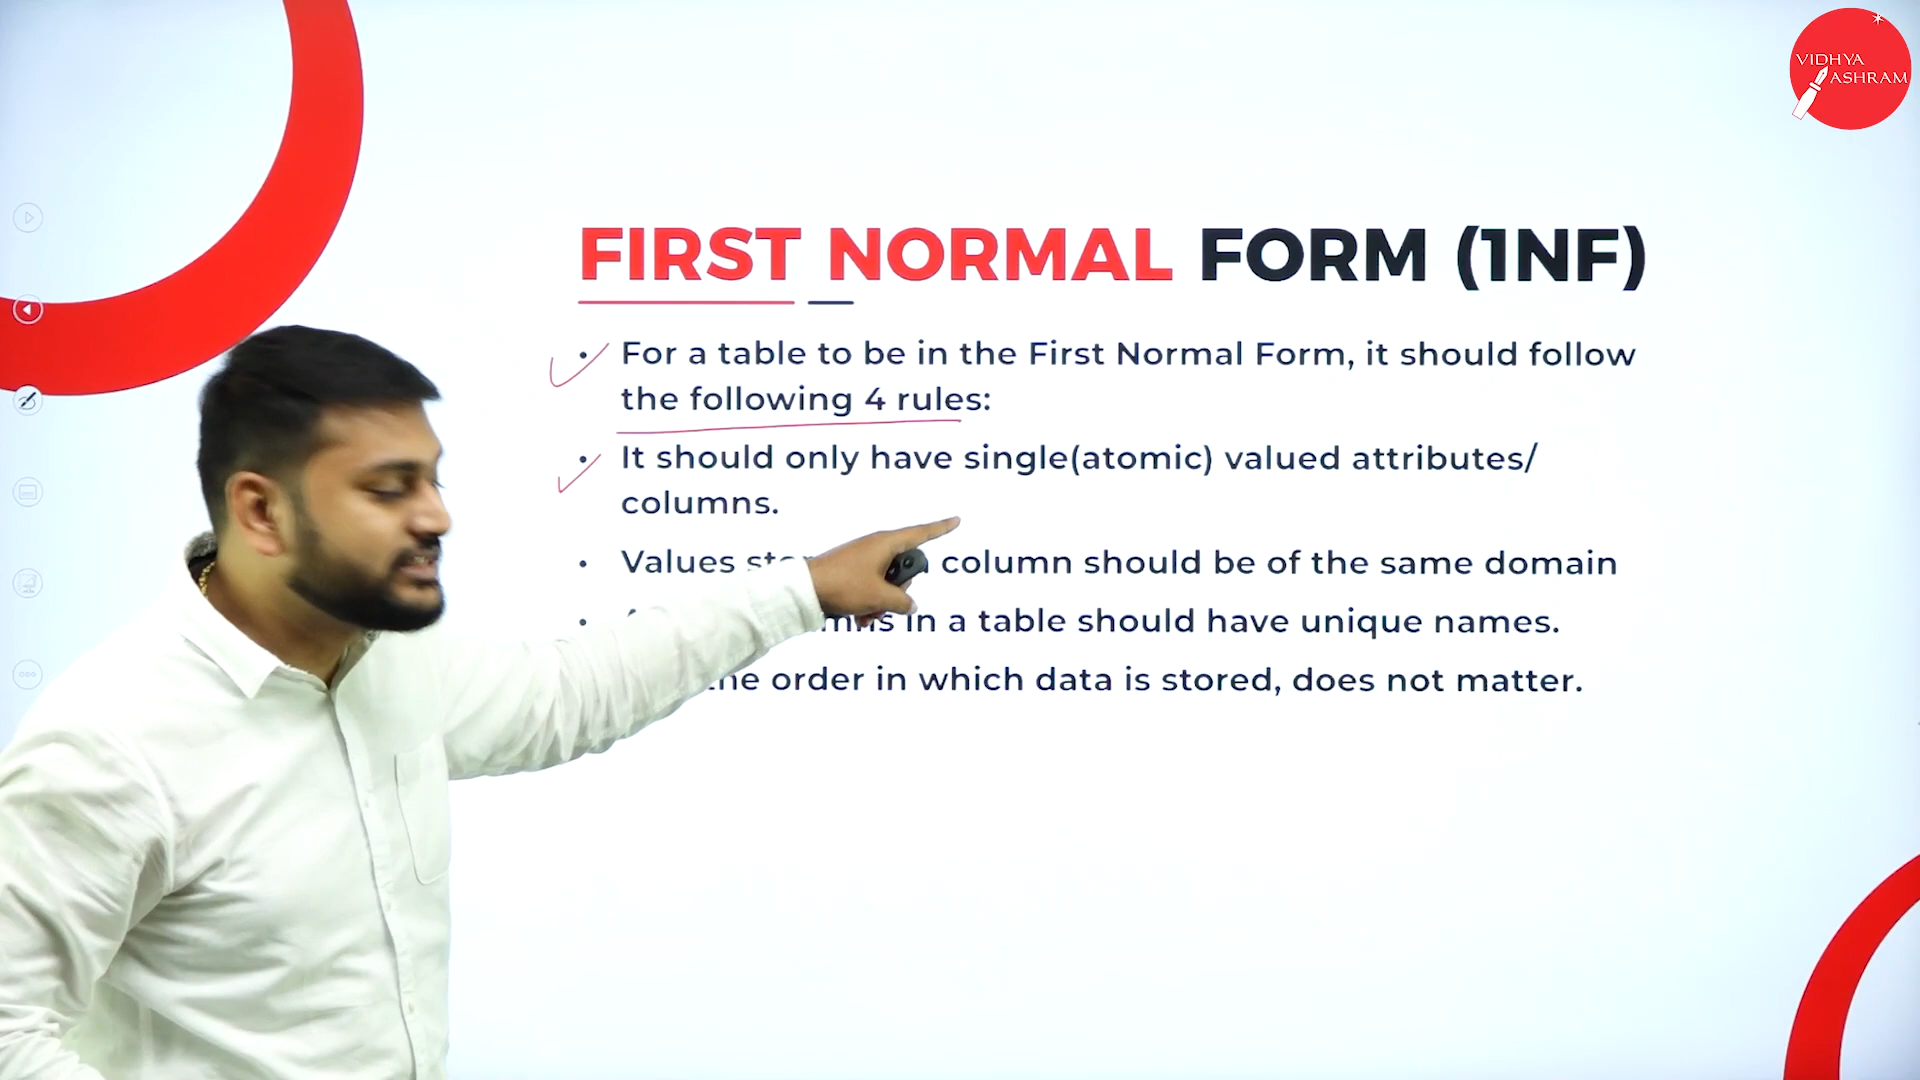 VIDHYA
ASHRAM
FIRST NORMAL FORM (1NF)
• For a table to be in the First Normal Form, it should follow
the following 4 rules:
• It should only have single(atomic) valued attributes/
columns.
• Values column should be of the same domain
• in a table should have unique names.
order in which data is stored, does not matter.